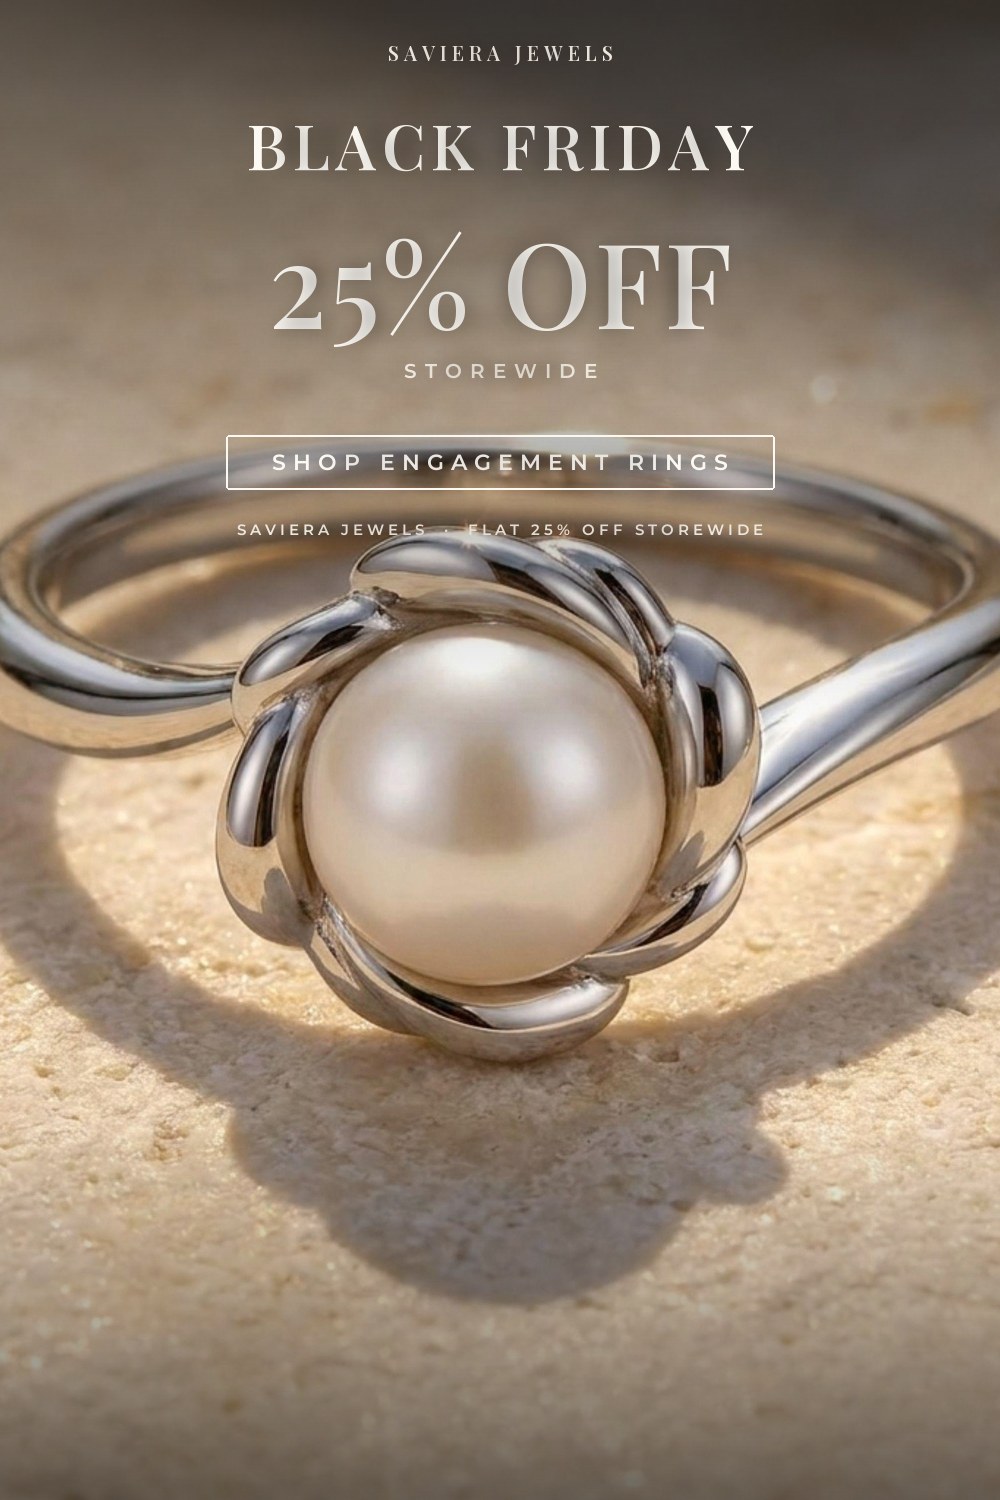 SAVIERA JEWELS
BLACK FRIDAY
25% OFF
STOREWIDE
SHOP ENGAGEMENT RINGS
SAVIERA JEWELS · FLAT 25% OFF STOREWIDE